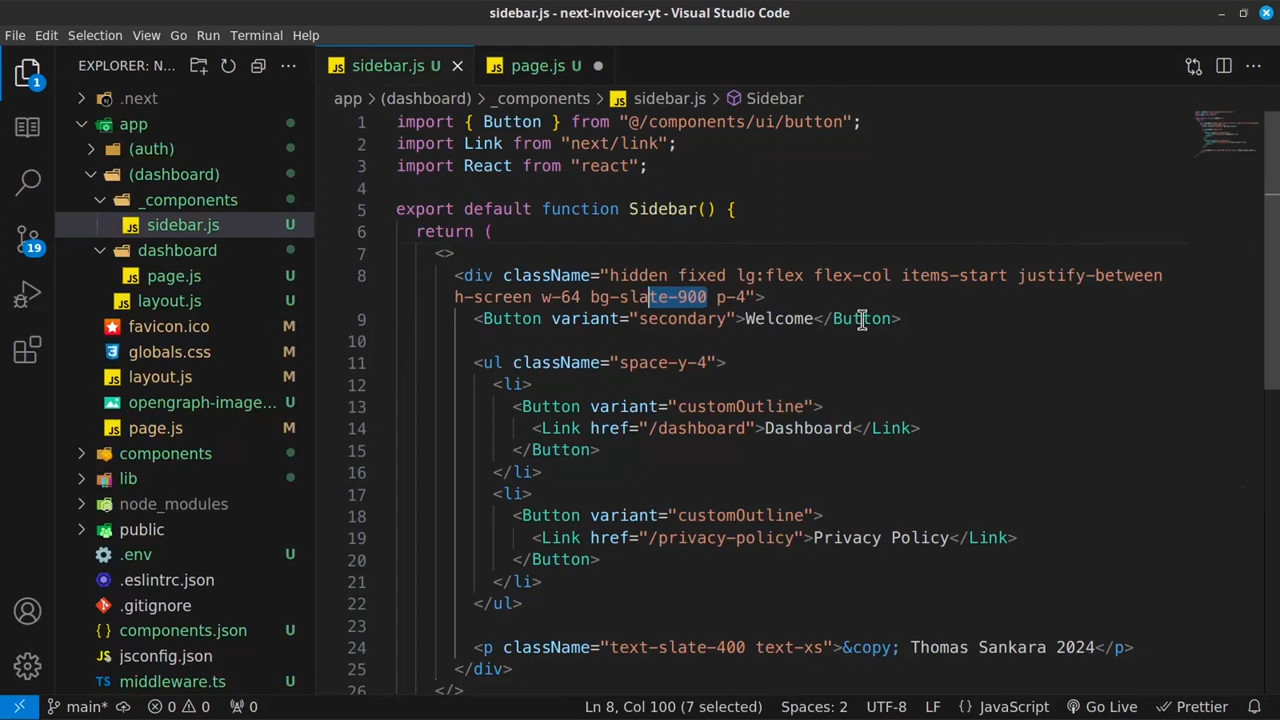 sidebar.js - next-invoicer-yt - Visual Studio Code
File Edit Selection View Go Run Terminal Help
EXPLORER: N...
sidebar.js U
page.js U
app > (dashboard) > _components > sidebar.js > Sidebar
1
.next
app
(auth)
(dashboard)
_components
sidebar.js U
dashboard
page.js U
layout.js U
favicon.ico M
globals.css M
layout.js M
opengraph-image... U
page.js M
components
lib
node_modules
public
.env U
.eslintrc.json
.gitignore
components.json U
jsconfig.json
middleware.ts U
19
1 import { Button } from "@/components/ui/button";
2 import Link from "next/link";
3 import React from "react";
4
5 export default function Sidebar() {
6 return (
7 <>
8 <div className="hidden fixed lg:flex flex-col items-start justify-between
h-screen w-64 bg-slate-900 p-4">
9 <Button variant="secondary">Welcome</Button>
10
11 <ul className="space-y-4">
12 <li>
13 <Button variant="customOutline">
14 <Link href="/dashboard">Dashboard</Link>
15 </Button>
16 </li>
17 <li>
18 <Button variant="customOutline">
19 <Link href="/privacy-policy">Privacy Policy</Link>
20 </Button>
21 </li>
22 </ul>
23
24 <p className="text-slate-400 text-xs">&copy; Thomas Sankara 2024</p>
25 </div>
26 </>
main* 0 0 0 Ln 8, Col 100 (7 selected) Spaces: 2 UTF-8 LF {} JavaScript Go Live Prettier